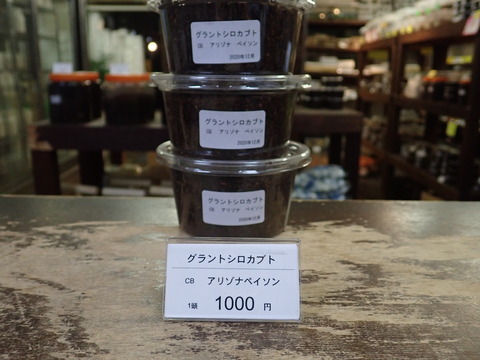 グラントシロカブト
CB アリゾナ ペイソン
2020年12月
グラントシロカブト
CB アリゾナ ペイソン
2020年12月
グラントシロカブト
CB アリゾナ ペイソン
2020年12月
グラントシロカブト
CB アリゾナペイソン
1頭 1000 円